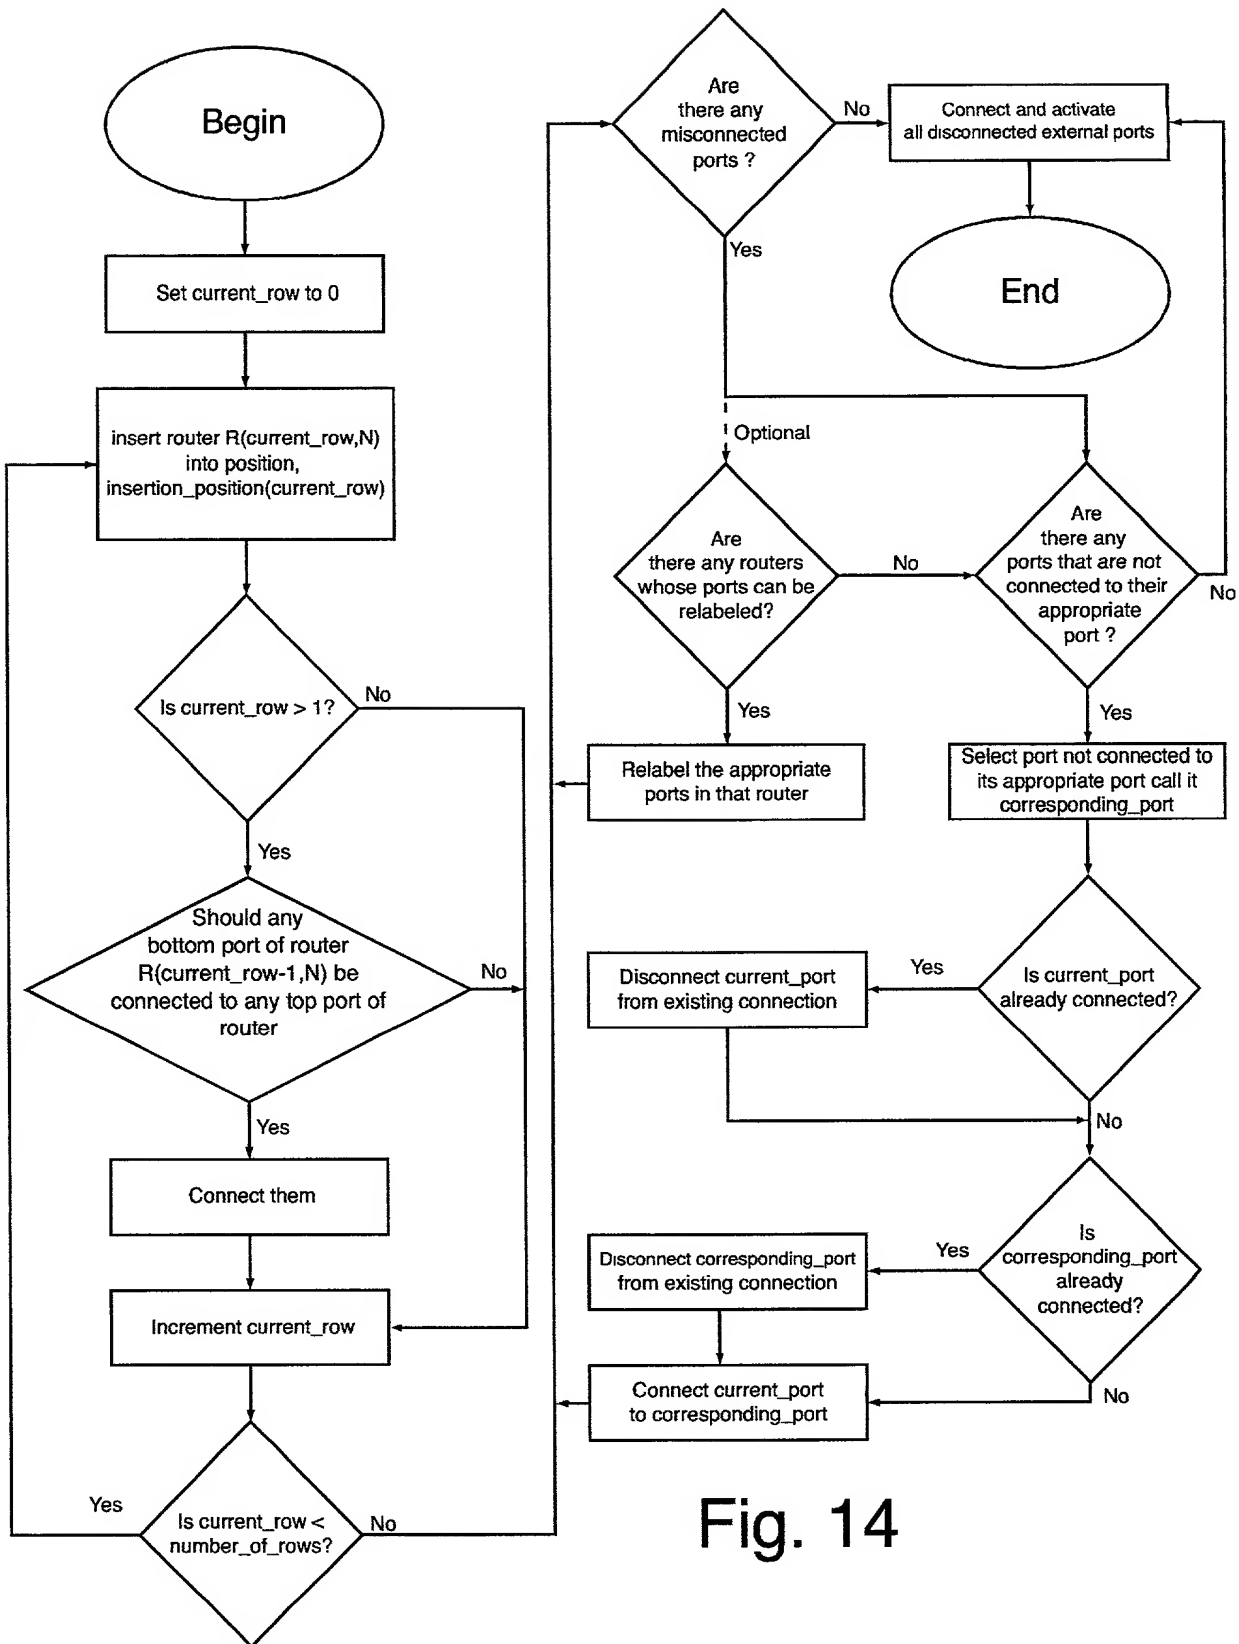 Begin
Set current_row to 0
insert router R(current_row,N)
into position,
insertion_position(current_row)
Is current_row > 1?
No
Yes
Should any
bottom port of router
R(current_row-1,N) be
connected to any top port of
router
No
Yes
Connect them
Increment current_row
Is current_row <
number_of_rows?
Yes
No
Are
there any
misconnected
ports ?
No
Yes
Connect and activate
all disconnected external ports
End
Optional
Are
there any routers
whose ports can be
relabeled?
No
Yes
Relabel the appropriate
ports in that router
Are
there any
ports that are not
connected to their
appropriate
port ?
No
Yes
Select port not connected to
its appropriate port call it
corresponding_port
Is current_port
already connected?
Yes
No
Disconnect current_port
from existing connection
Is
corresponding_port
already
connected?
Yes
No
Disconnect corresponding_port
from existing connection
Connect current_port
to corresponding_port
Fig. 14